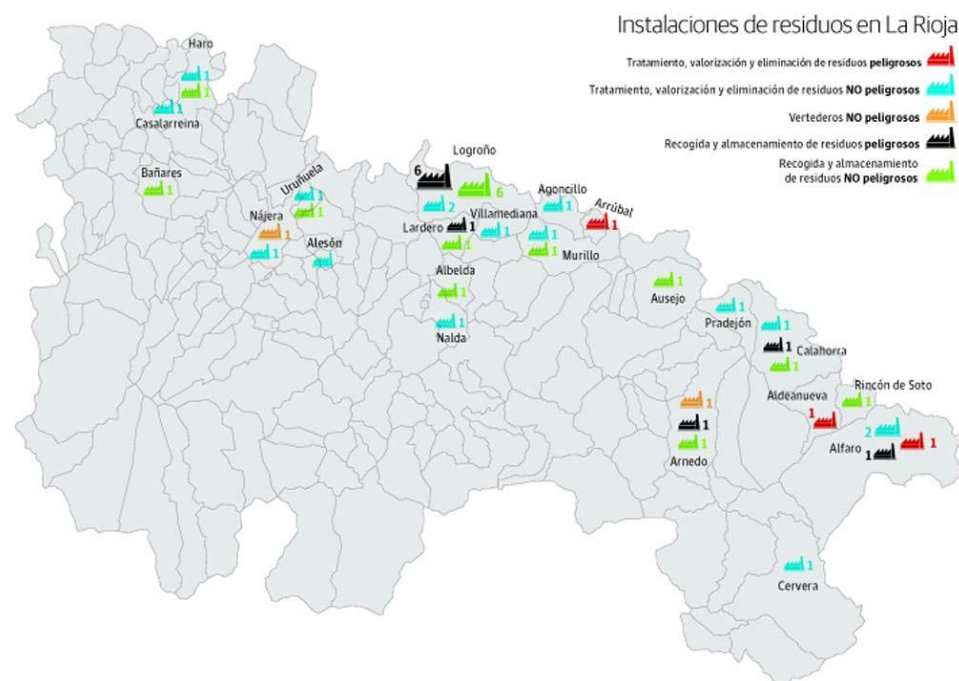 Instalaciones de residuos en La Rioja
Tratamiento, valorización y eliminación de residuos peligrosos
Tratamiento, valorización y eliminación de residuos NO peligrosos
Vertederos NO peligrosos
Recogida y almacenamiento de residuos peligrosos
Recogida y almacenamiento
de residuos NO peligrosos
Haro
1
1
1
Casalarreina
Bañares
1
Uruñuela
1
1
Nájera
1
1
Alesón
Logroño
6
6
2
Lardero
1
1
Villamediana
1
Agoncillo
1
Arrúbal
1
1
1
Murillo
Albelda
1
1
Nalda
Ausejo
1
Pradejón
1
1
1
Calahorra
1
Aldeanueva
1
Rincón de Soto
1
2
1
Alfaro
1
1
1
1
Arnedo
1
Cervera